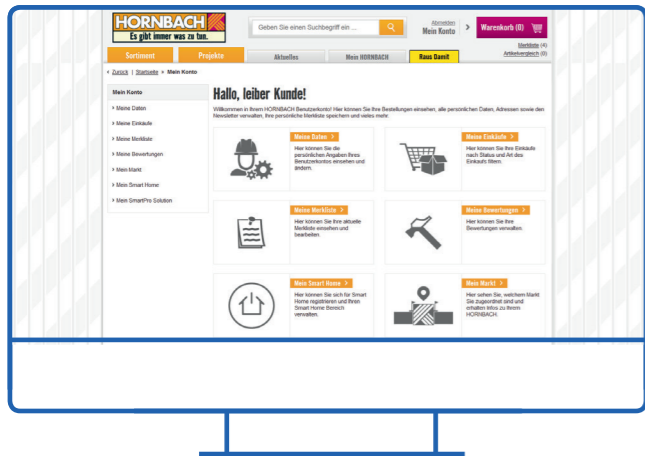 HORNBACH
Es gibt immer was zu tun.
Geben Sie einen Suchbegriff ein ...
Abmelden
Mein Konto
Warenkorb (0)
Merkliste (4)
Artikelvergleich (0)
Sortiment
Projekte
Aktuelles
Mein HORNBACH
Raus Damit
Zurück | Startseite > Mein Konto
Mein Konto
> Meine Daten
> Meine Einkäufe
> Meine Merkliste
> Meine Bewertungen
> Mein Markt
> Mein Smart Home
> Mein SmartPro Solution
Hallo, leiber Kunde!
Willkommen in Ihrem HORNBACH Benutzerkonto! Hier können Sie Ihre Bestellungen einsehen, alle persönlichen Daten, Adressen sowie den
Newsletter verwalten, Ihre persönliche Merkliste speichern und vieles mehr.
Meine Daten >
Hier können Sie die
persönlichen Angaben Ihres
Benutzerkontos einsehen und
ändern.
Meine Einkäufe >
Hier können Sie Ihre Einkäufe
nach Status und Art des
Einkaufs filtern.
Meine Merkliste >
Hier können Sie Ihre aktuelle
Merkliste einsehen und
bearbeiten.
Meine Bewertungen >
Hier können Sie Ihre
Bewertungen verwalten.
Mein Smart Home >
Hier können Sie sich für Smart
Home registrieren und Ihren
Smart Home Bereich
verwalten.
Mein Markt >
Hier sehen Sie, welchem Markt
Sie zugeordnet sind und
erhalten Infos zu Ihrem
HORNBACH.